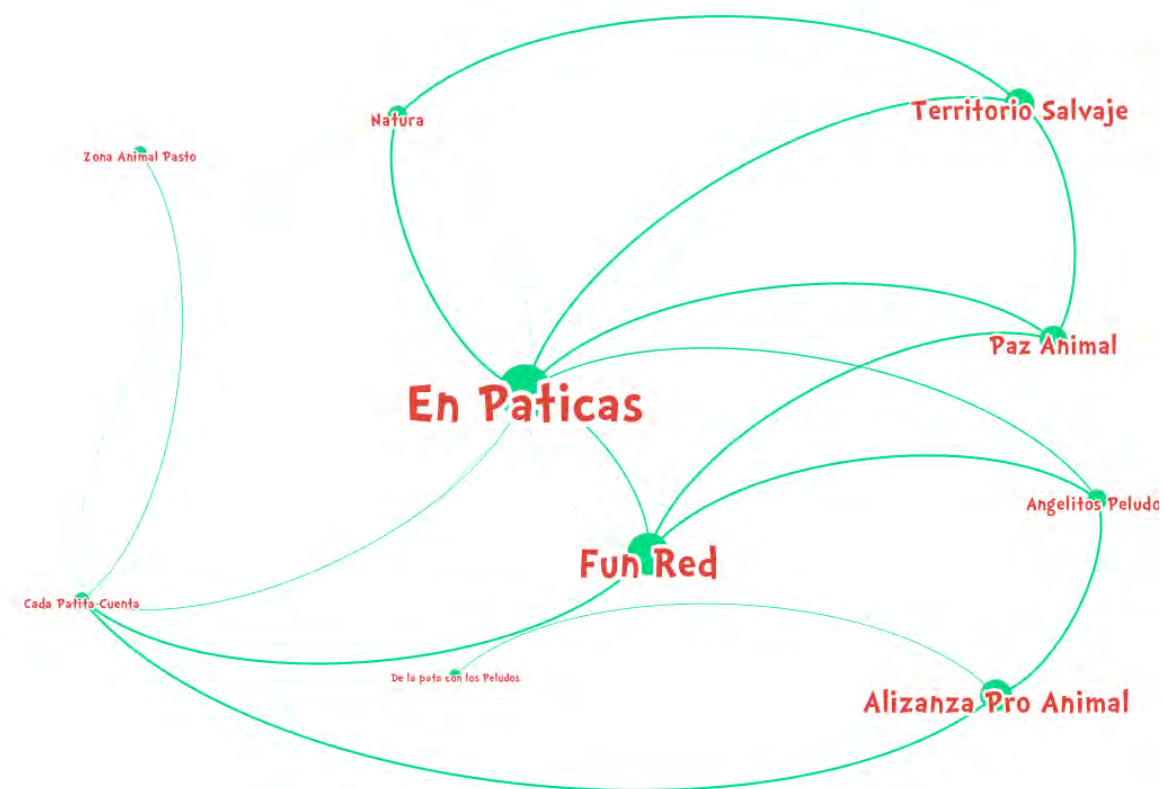 Territorio Salvaje
Natura
Zona Animal Pasto
Paz Animal
En Paticas
Angelitos Peludo
Fun Red
Cada Patita Cuenta
De la pata con los Peludos
Alizanza Pro Animal